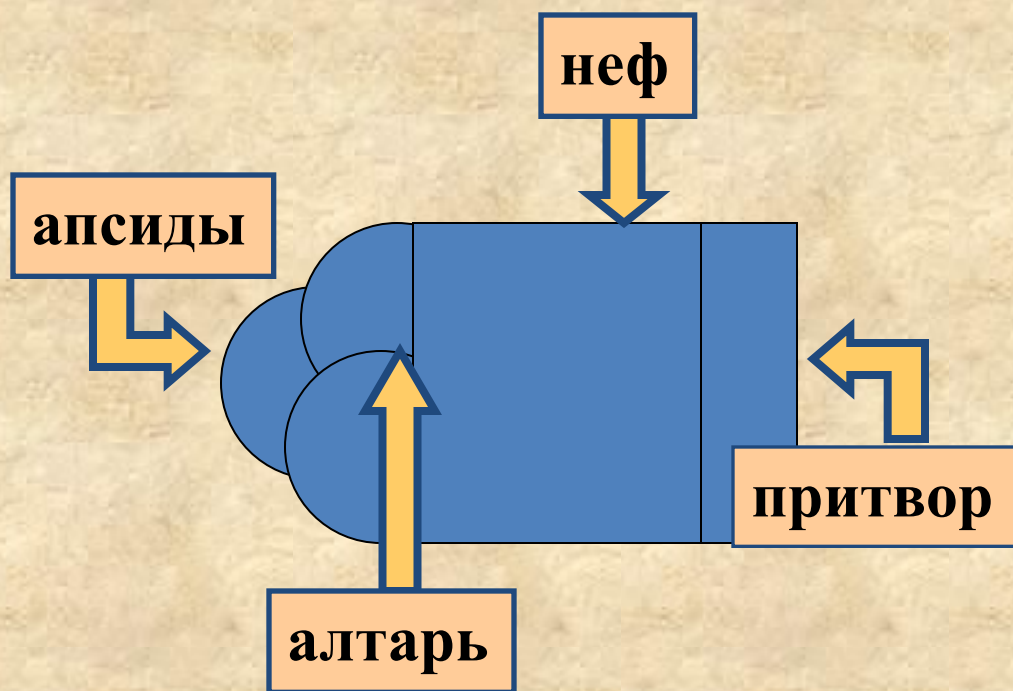 неф
апсиды
притвор
алтарь